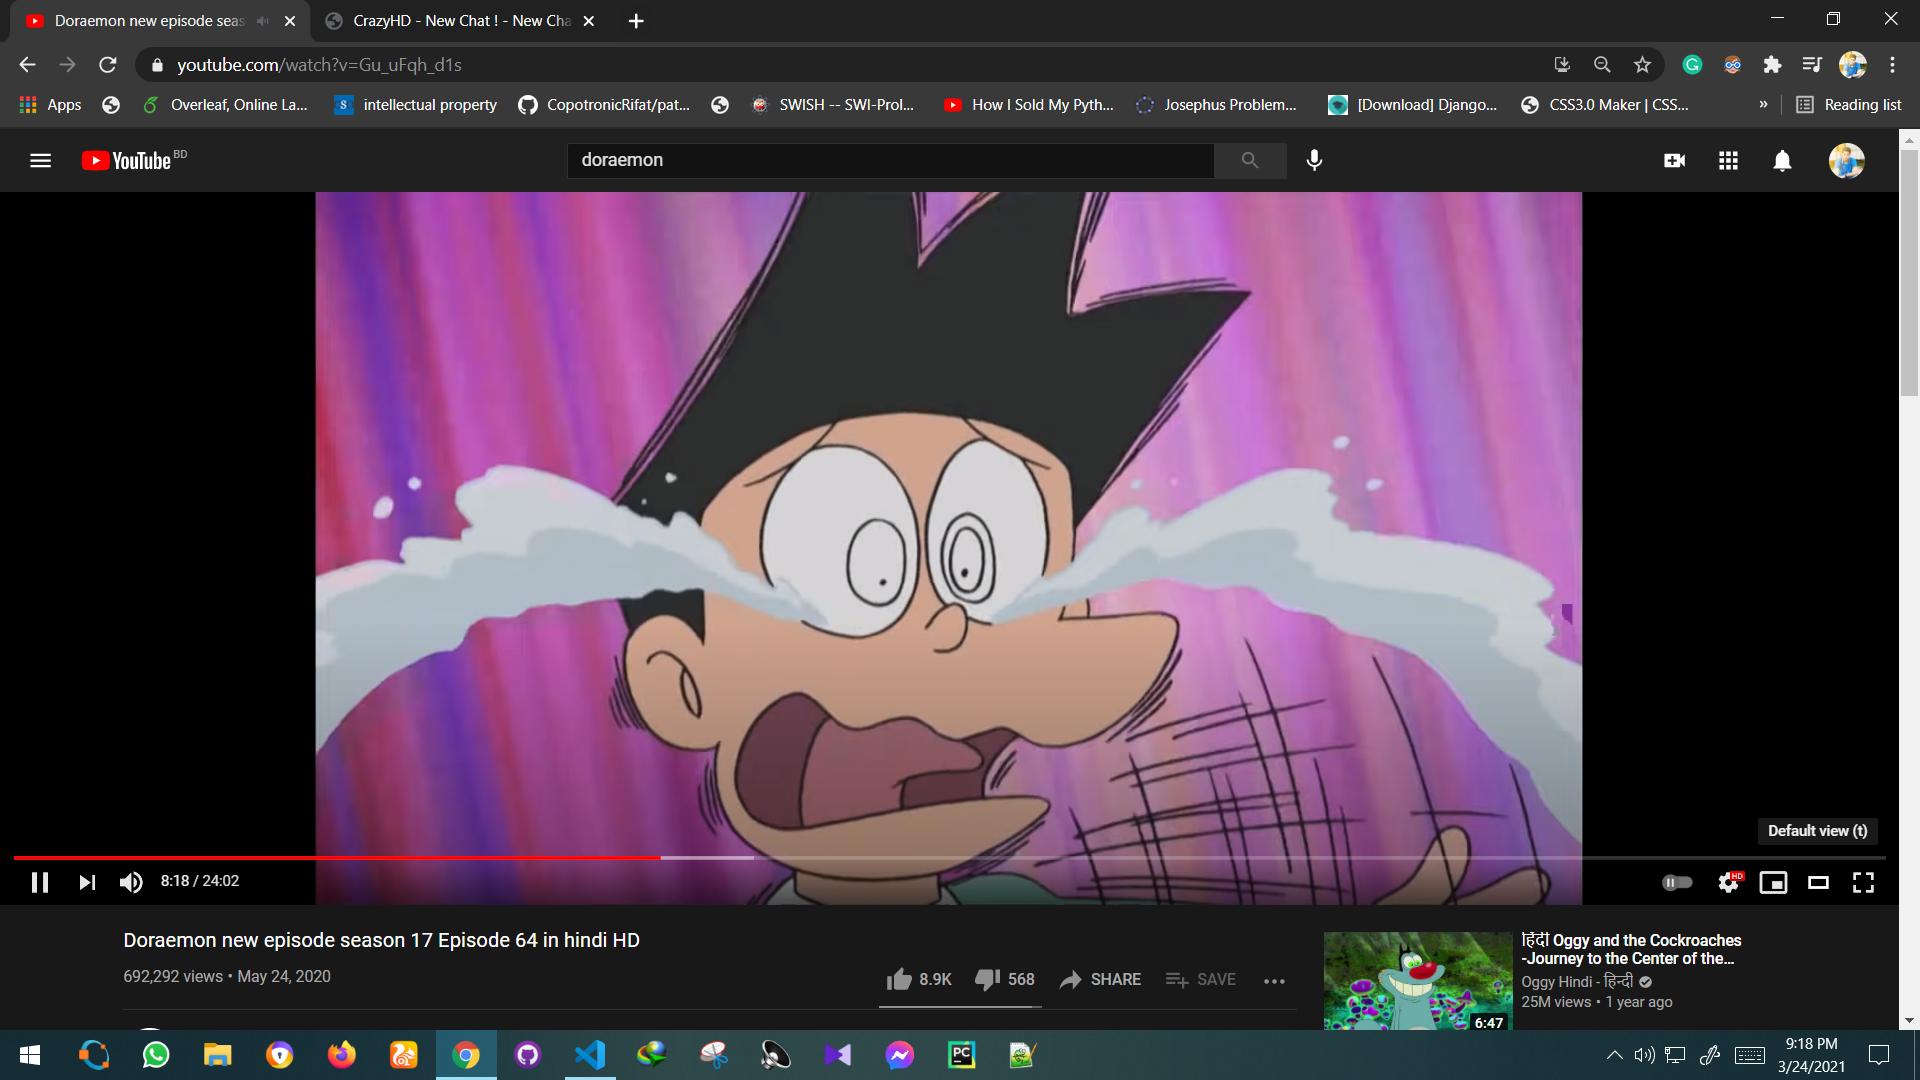 Doraemon new episode seas
CrazyHD - New Chat ! - New Cha
youtube.com/watch?v=Gu_uFqh_d1s
Apps
Overleaf, Online La...
intellectual property
CopotronicRifat/pat...
SWISH -- SWI-Prol...
How I Sold My Pyth...
Josephus Problem...
[Download] Django...
CSS3.0 Maker | CSS...
»
Reading list
YouTube BD
doraemon
Default view (t)
8:18 / 24:02
HD
Doraemon new episode season 17 Episode 64 in hindi HD
692,292 views • May 24, 2020
8.9K
568
SHARE
SAVE
हिंदी Oggy and the Cockroaches
-Journey to the Center of the...
Oggy Hindi - हिन्दी
25M views • 1 year ago
6:47
PC
9:18 PM
3/24/2021